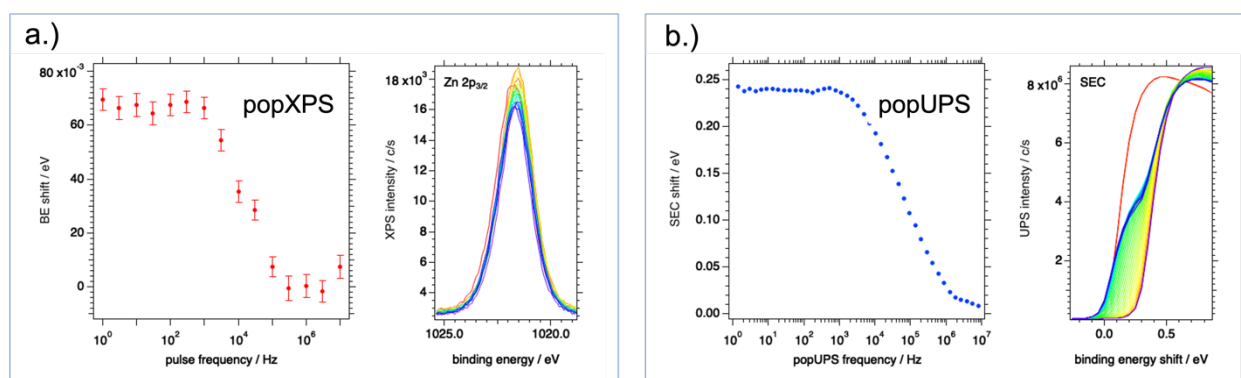 a.)
80 x10⁻³
60
40
20
0
BE shift / eV
popXPS
10⁰
10²
10⁴
10⁶
pulse frequency / Hz
18 x10³
16
14
12
10
8
6
4
XPS intensity / c/s
Zn 2p3/2
1025.0
1020.0
binding energy / eV
b.)
0.25
0.20
0.15
0.10
0.05
0.00
SEC shift / eV
popUPS
10⁰
10¹
10²
10³
10⁴
10⁵
10⁶
10⁷
popUPS frequency / Hz
8 x10⁶
6
4
2
UPS intensty / c/s
SEC
0.0
0.5
binding energy shift / eV